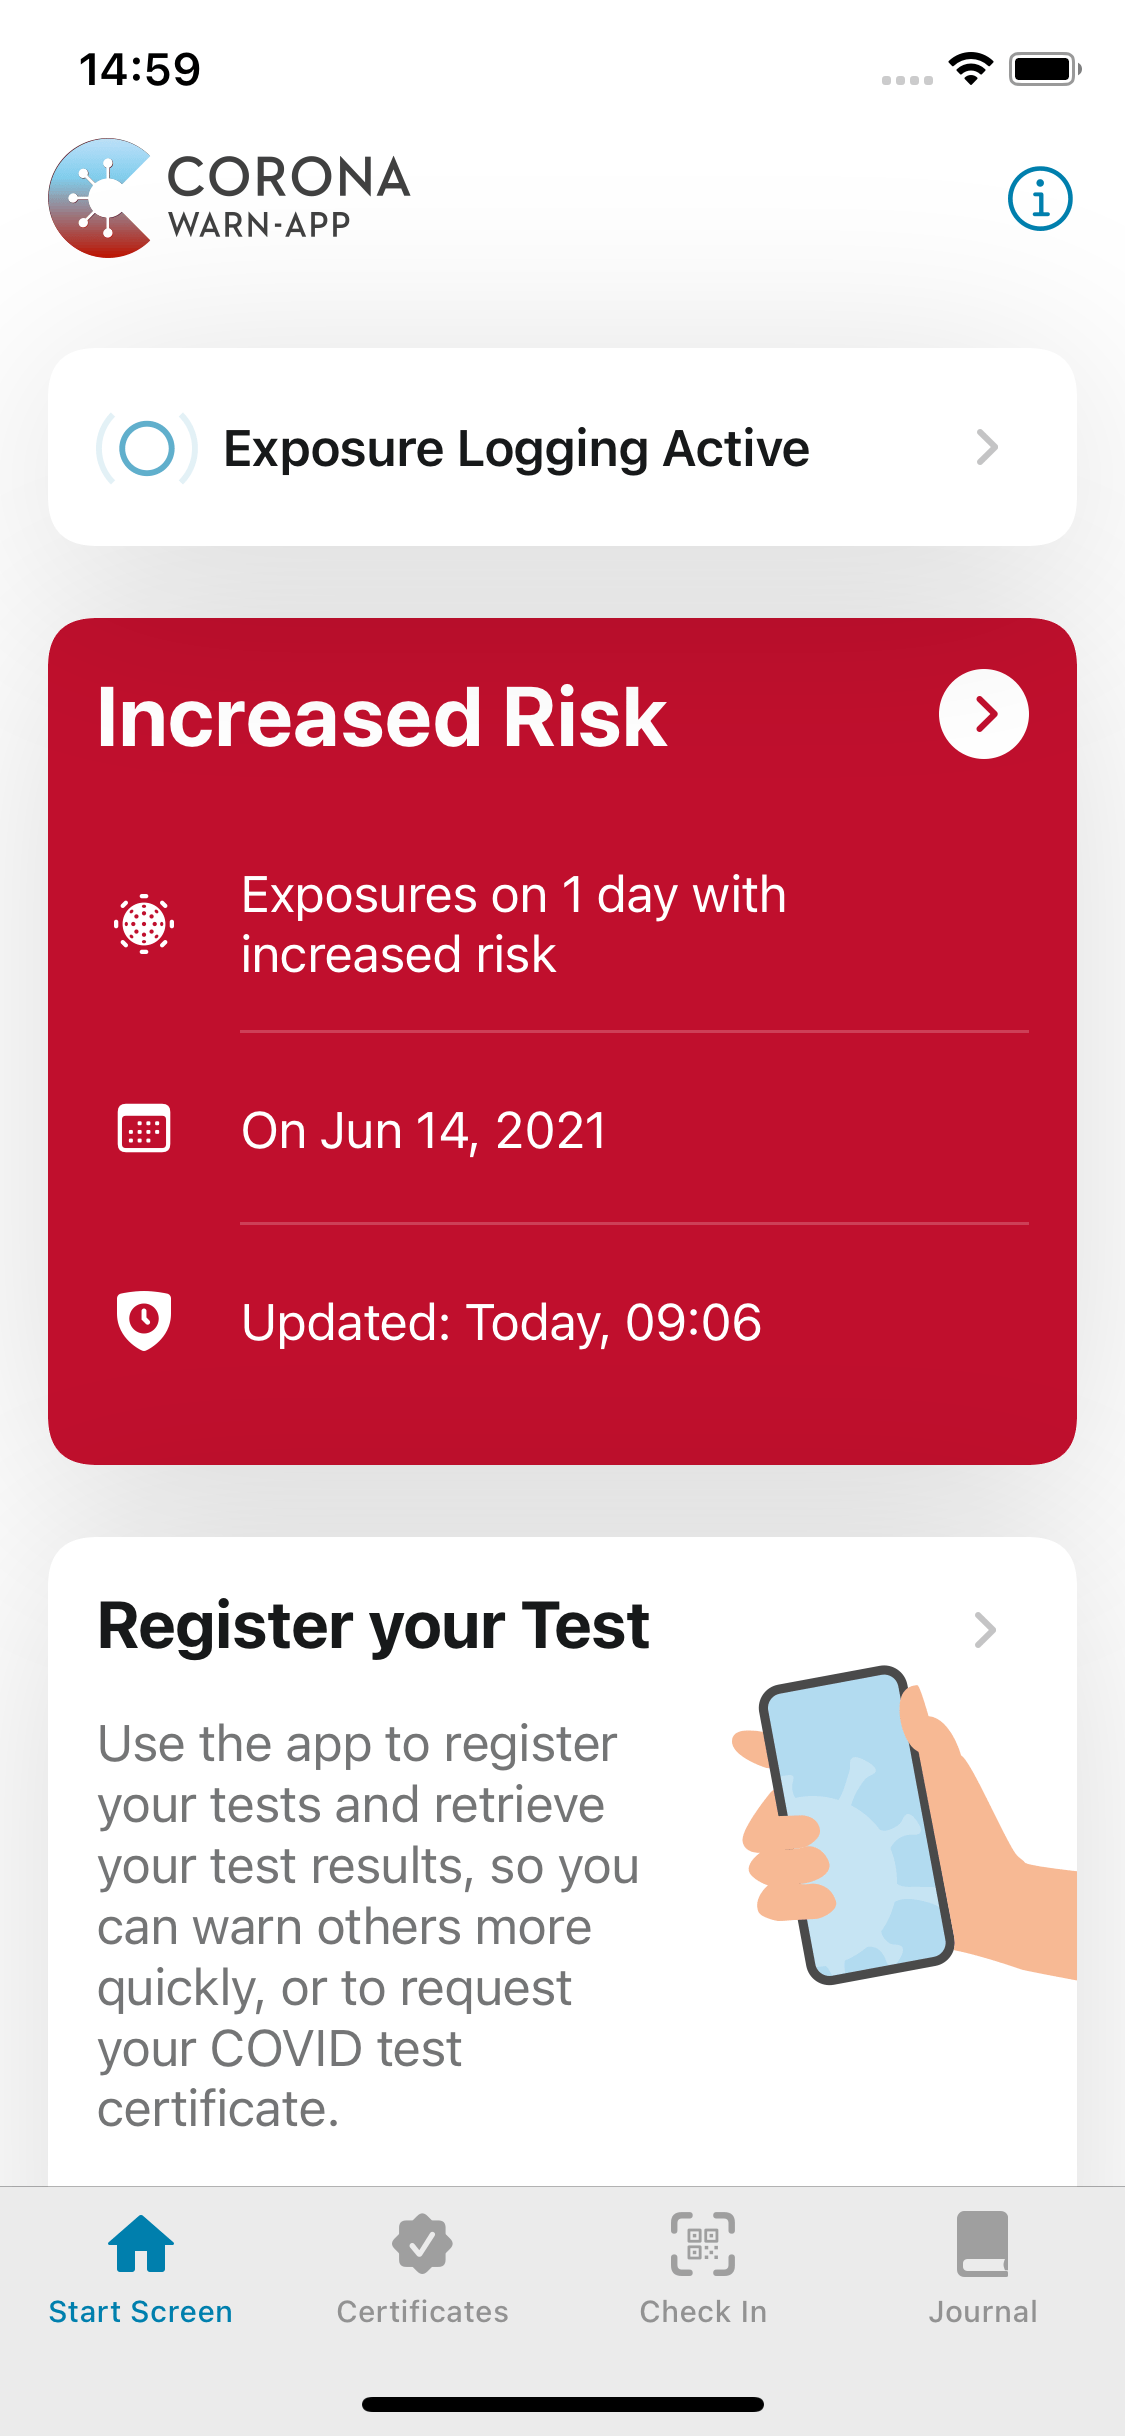 14:59
CORONA
WARN-APP
Exposure Logging Active
Increased Risk
Exposures on 1 day with
increased risk
On Jun 14, 2021
Updated: Today, 09:06
Register your Test
Use the app to register
your tests and retrieve
your test results, so you
can warn others more
quickly, or to request
your COVID test
certificate.
Start Screen
Certificates
Check In
Journal